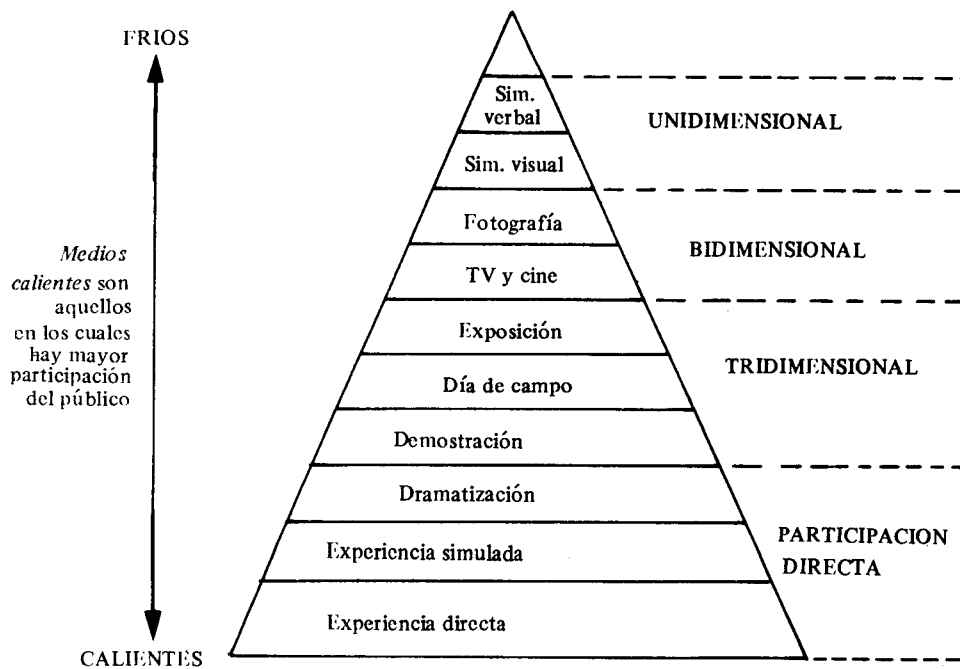 FRIOS
Sim.
verbal
UNIDIMENSIONAL
Sim. visual
Fotografía
BIDIMENSIONAL
TV y cine
Medios
calientes son
aquellos
en los cuales
hay mayor
participación
del público
Exposición
TRIDIMENSIONAL
Día de campo
Demostración
Dramatización
PARTICIPACION
DIRECTA
Experiencia simulada
Experiencia directa
CALIENTES